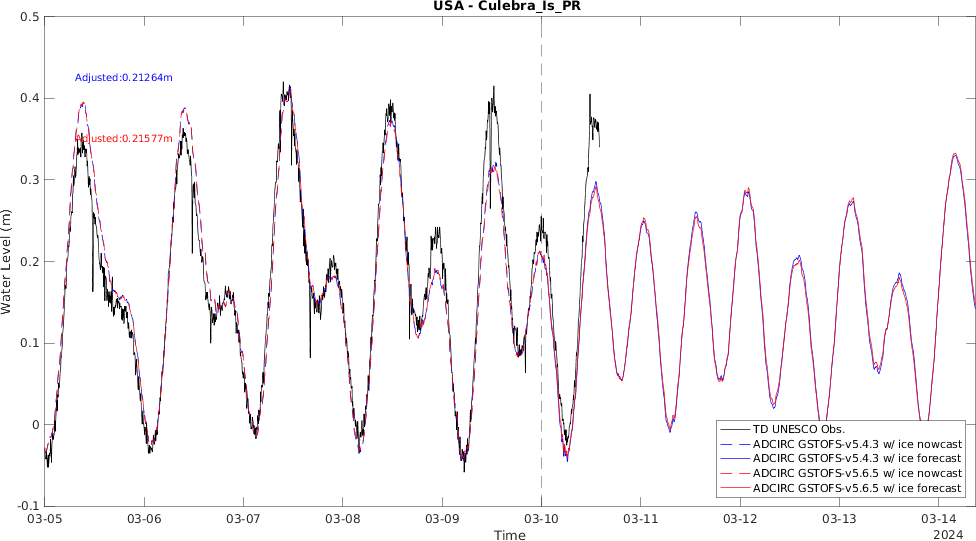 USA - Culebra_Is_PR
0.5
Adjusted:0.21264m
0.4
Adjusted:0.21577m
0.3
0.2
0.1
0
-0.1
Water Level (m)
TD UNESCO Obs.
ADCIRC GSTOFS-v5.4.3 w/ ice nowcast
ADCIRC GSTOFS-v5.4.3 w/ ice forecast
ADCIRC GSTOFS-v5.6.5 w/ ice nowcast
ADCIRC GSTOFS-v5.6.5 w/ ice forecast
03-05 03-06 03-07 03-08 03-09 03-10 03-11 03-12 03-13 03-14
Time
2024